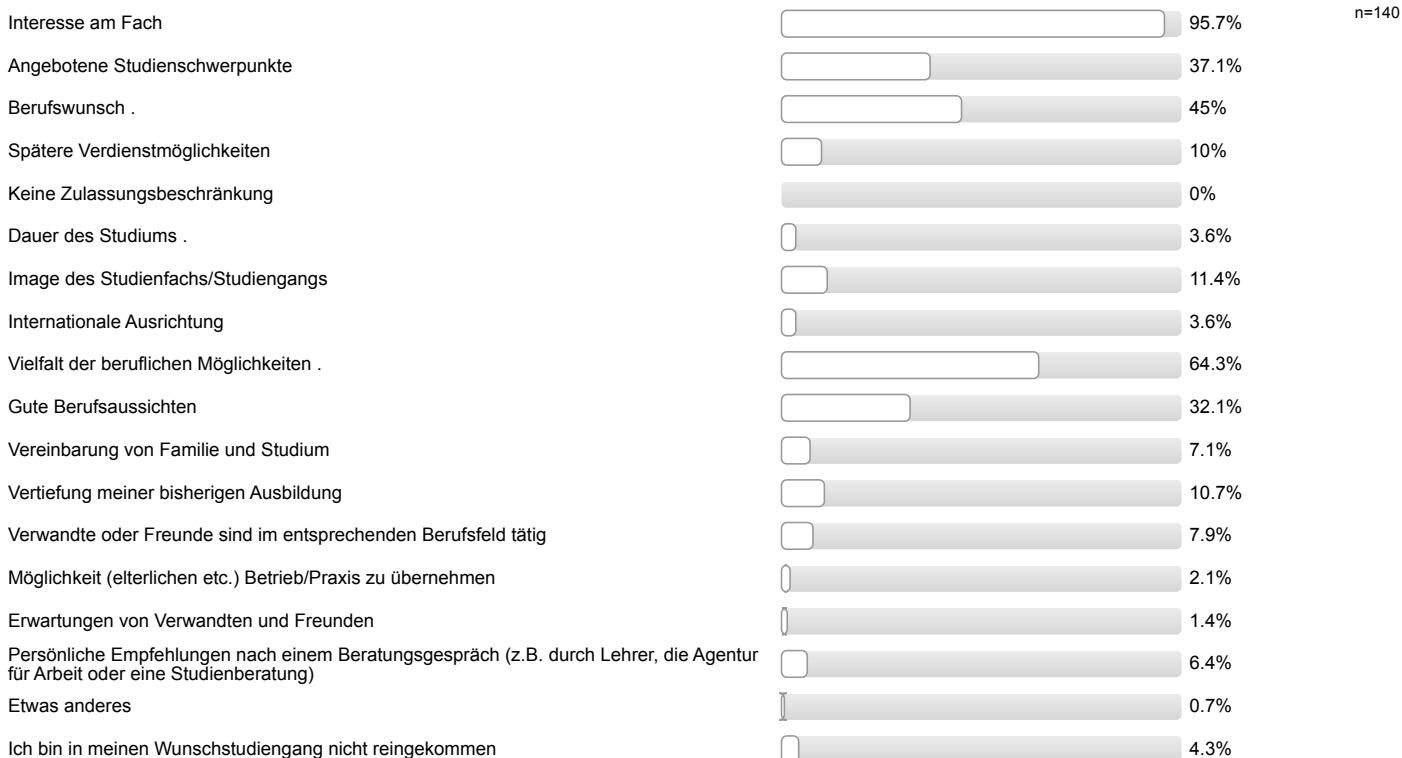 Interesse am Fach 95.7% n=140
Angebotene Studienschwerpunkte 37.1%
Berufswunsch . 45%
Spätere Verdienstmöglichkeiten 10%
Keine Zulassungsbeschränkung 0%
Dauer des Studiums . 3.6%
Image des Studienfachs/Studiengangs 11.4%
Internationale Ausrichtung 3.6%
Vielfalt der beruflichen Möglichkeiten . 64.3%
Gute Berufsaussichten 32.1%
Vereinbarung von Familie und Studium 7.1%
Vertiefung meiner bisherigen Ausbildung 10.7%
Verwandte oder Freunde sind im entsprechenden Berufsfeld tätig 7.9%
Möglichkeit (elterlichen etc.) Betrieb/Praxis zu übernehmen 2.1%
Erwartungen von Verwandten und Freunden 1.4%
Persönliche Empfehlungen nach einem Beratungsgespräch (z.B. durch Lehrer, die Agentur
für Arbeit oder eine Studienberatung) 6.4%
Etwas anderes 0.7%
Ich bin in meinen Wunschstudiengang nicht reingekommen 4.3%